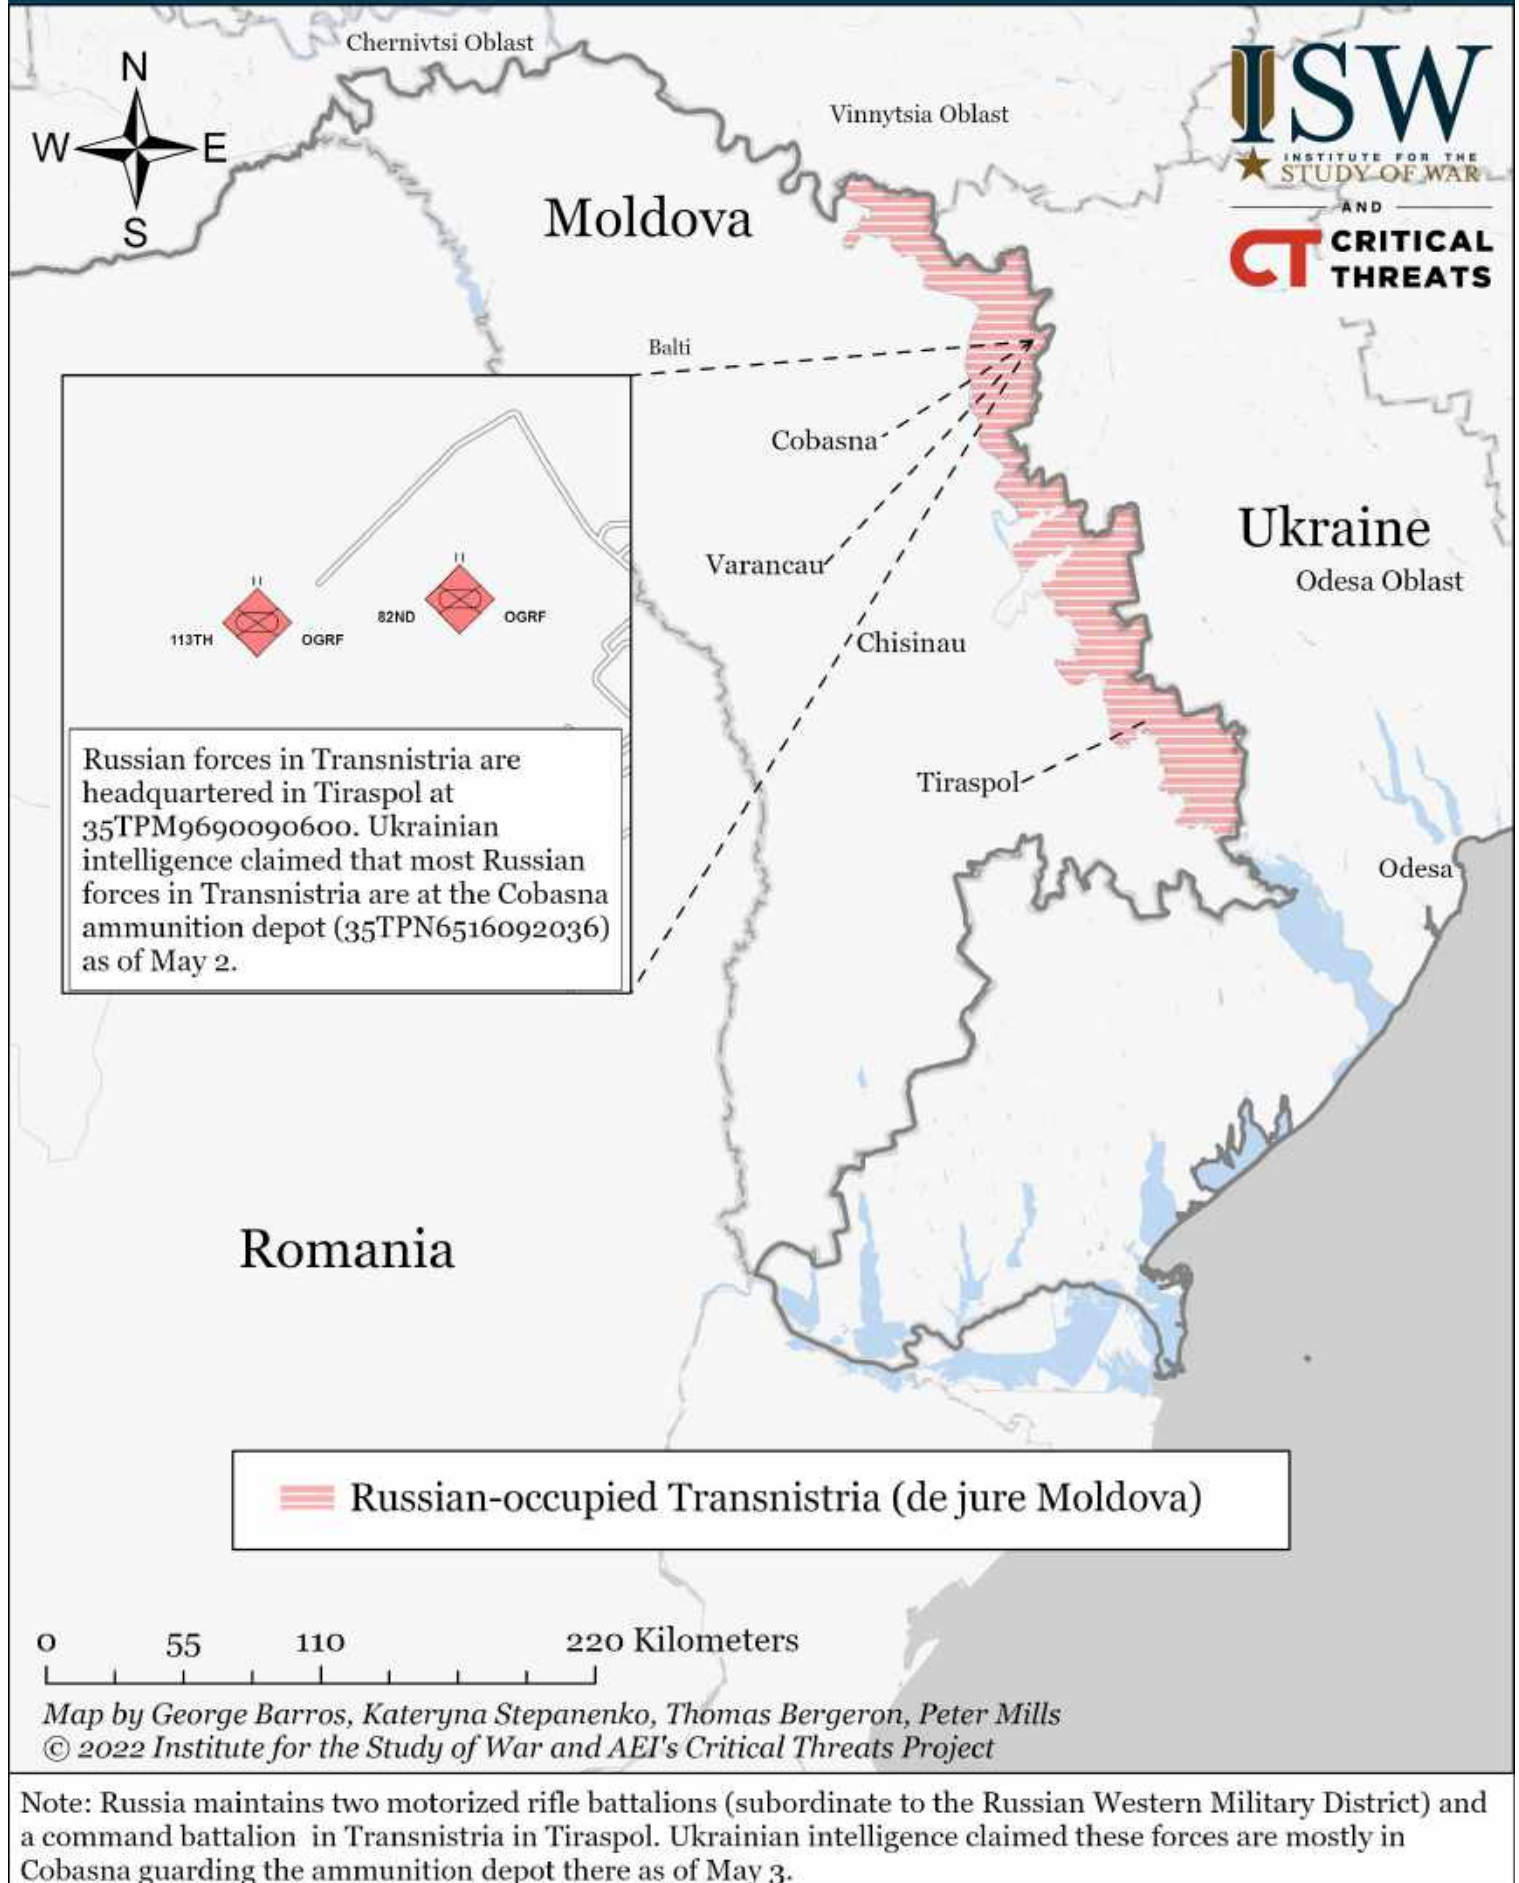 Chernivtsi Oblast
N
W
E
S
Vinnytsia Oblast
ISW
INSTITUTE FOR THE
STUDY OF WAR
AND
CT CRITICAL
THREATS
Moldova
Balti
Cobasna
Varancau
Chisinau
Tiraspol
Ukraine
Odesa Oblast
Odesa
II
II
113TH
OGRF
82ND
OGRF
Russian forces in Transnistria are
headquartered in Tiraspol at
35TPM9690090600. Ukrainian
intelligence claimed that most Russian
forces in Transnistria are at the Cobasna
ammunition depot (35TPN6516092036)
as of May 2.
Romania
Russian-occupied Transnistria (de jure Moldova)
0 55 110 220 Kilometers
Map by George Barros, Kateryna Stepanenko, Thomas Bergeron, Peter Mills
© 2022 Institute for the Study of War and AEI's Critical Threats Project
Note: Russia maintains two motorized rifle battalions (subordinate to the Russian Western Military District) and
a command battalion in Transnistria in Tiraspol. Ukrainian intelligence claimed these forces are mostly in
Cobasna guarding the ammunition depot there as of May 3.